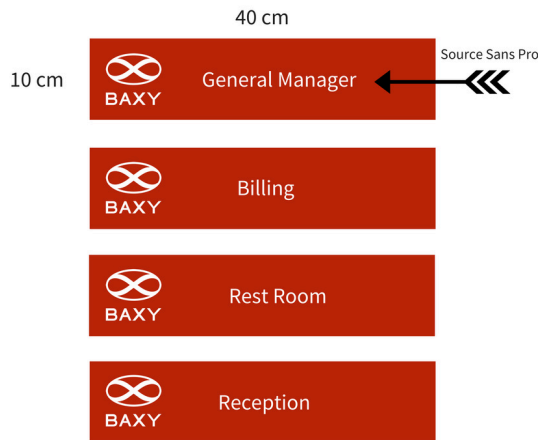 40 cm
10 cm
Source Sans Pro
BAXY
General Manager
BAXY
Billing
BAXY
Rest Room
BAXY
Reception